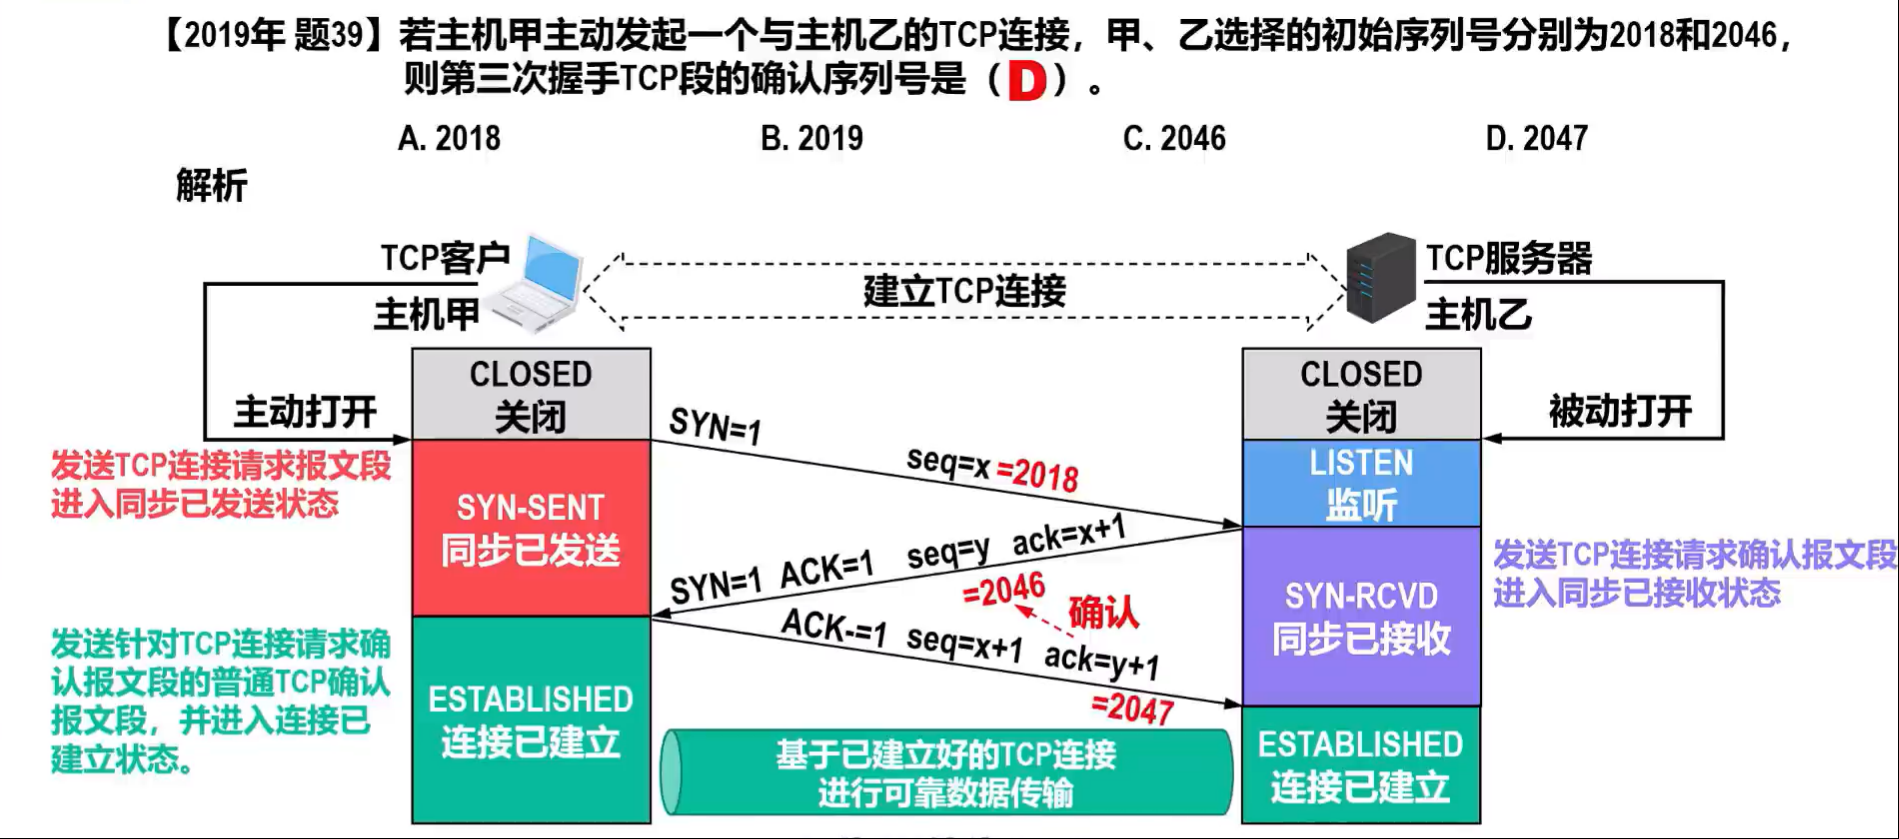 【2019年 题39】若主机甲主动发起一个与主机乙的TCP连接，甲、乙选择的初始序列号分别为2018和2046，
则第三次握手TCP段的确认序列号是（D）。
A. 2018 B. 2019 C. 2046 D. 2047
解析
TCP客户
主机甲
建立TCP连接
TCP服务器
主机乙
CLOSED
关闭
CLOSED
关闭
主动打开
被动打开
发送TCP连接请求报文段
进入同步已发送状态
SYN=1
seq=x =2018
LISTEN
监听
SYN-SENT
同步已发送
SYN=1 ACK=1 seq=y ack=x+1
=2046
确认
发送TCP连接请求确认报文段
进入同步已接收状态
SYN-RCVD
同步已接收
ACK-=1 seq=x+1 ack=y+1
=2047
发送针对TCP连接请求确
认报文段的普通TCP确认
报文段，并进入连接已
建立状态。
ESTABLISHED
连接已建立
基于已建立好的TCP连接
进行可靠数据传输
ESTABLISHED
连接已建立